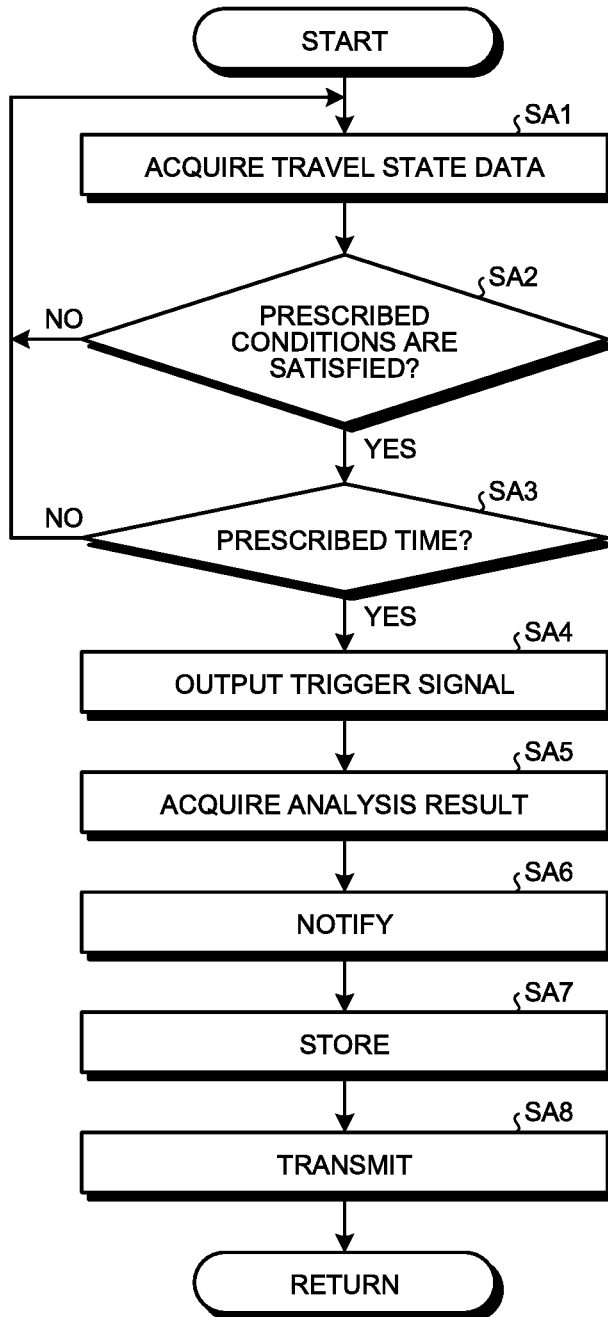 START
SA1
ACQUIRE TRAVEL STATE DATA
SA2
NO
PRESCRIBED
CONDITIONS ARE
SATISFIED?
YES
SA3
NO
PRESCRIBED TIME?
YES
SA4
OUTPUT TRIGGER SIGNAL
SA5
ACQUIRE ANALYSIS RESULT
SA6
NOTIFY
SA7
STORE
SA8
TRANSMIT
RETURN